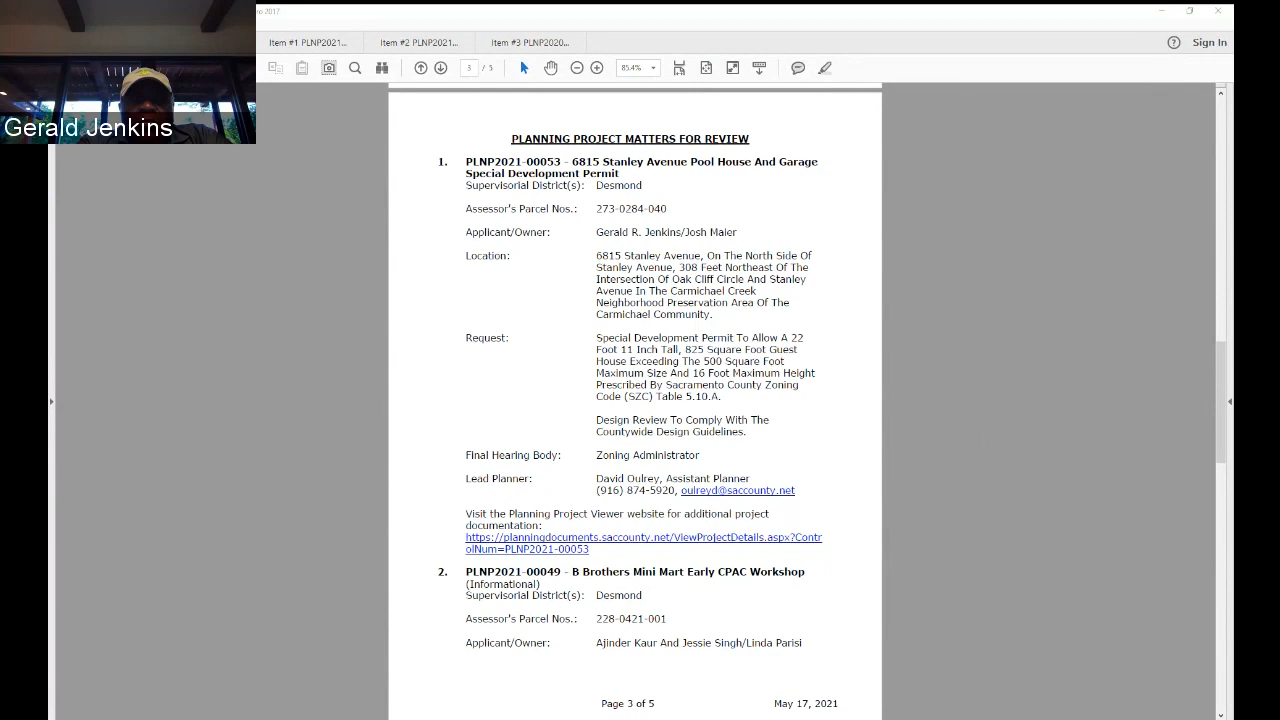 ro 2017
Item #1 PLNP2021... Item #2 PLNP2021... Item #3 PLNP2020... Sign In
3 / 5 85.4%
Gerald Jenkins
PLANNING PROJECT MATTERS FOR REVIEW
1. PLNP2021-00053 - 6815 Stanley Avenue Pool House And Garage
Special Development Permit
Supervisorial District(s): Desmond
Assessor's Parcel Nos.: 273-0284-040
Applicant/Owner: Gerald R. Jenkins/Josh Maier
Location: 6815 Stanley Avenue, On The North Side Of
Stanley Avenue, 308 Feet Northeast Of The
Intersection Of Oak Cliff Circle And Stanley
Avenue In The Carmichael Creek
Neighborhood Preservation Area Of The
Carmichael Community.
Request: Special Development Permit To Allow A 22
Foot 11 Inch Tall, 825 Square Foot Guest
House Exceeding The 500 Square Foot
Maximum Size And 16 Foot Maximum Height
Prescribed By Sacramento County Zoning
Code (SZC) Table 5.10.A.
Design Review To Comply With The
Countywide Design Guidelines.
Final Hearing Body: Zoning Administrator
Lead Planner: David Oulrey, Assistant Planner
(916) 874-5920, oulreyd@saccounty.net
Visit the Planning Project Viewer website for additional project
documentation:
https://planningdocuments.saccounty.net/ViewProjectDetails.aspx?Contr
olNum=PLNP2021-00053
2. PLNP2021-00049 - B Brothers Mini Mart Early CPAC Workshop
(Informational)
Supervisorial District(s): Desmond
Assessor's Parcel Nos.: 228-0421-001
Applicant/Owner: Ajinder Kaur And Jessie Singh/Linda Parisi
Page 3 of 5 May 17, 2021